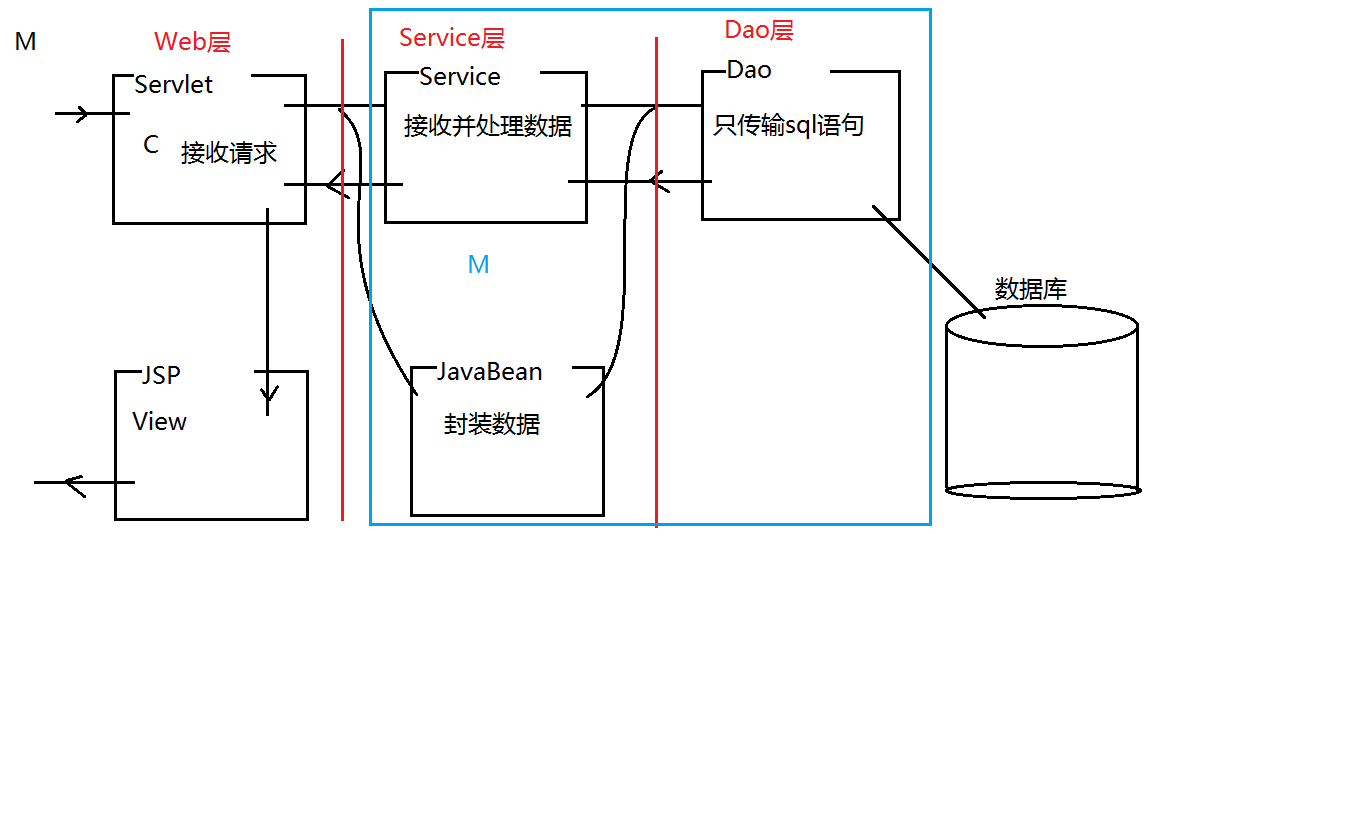 M
Web层
Service层
Dao层
Servlet
Service
Dao
C
接收请求
接收并处理数据
只传输sql语句
M
数据库
JSP
View
JavaBean
封装数据